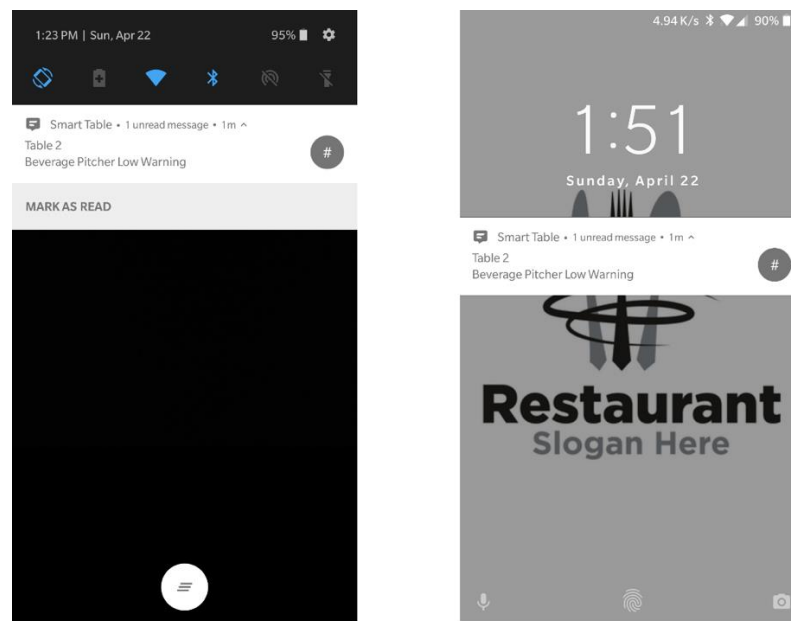 1:23 PM | Sun, Apr 22 95%
Smart Table • 1 unread message • 1m
Table 2
Beverage Pitcher Low Warning
#
MARK AS READ
4.94 K/s 90%
1:51
Sunday, April 22
Smart Table • 1 unread message • 1m
Table 2
Beverage Pitcher Low Warning
#
Restaurant
Slogan Here